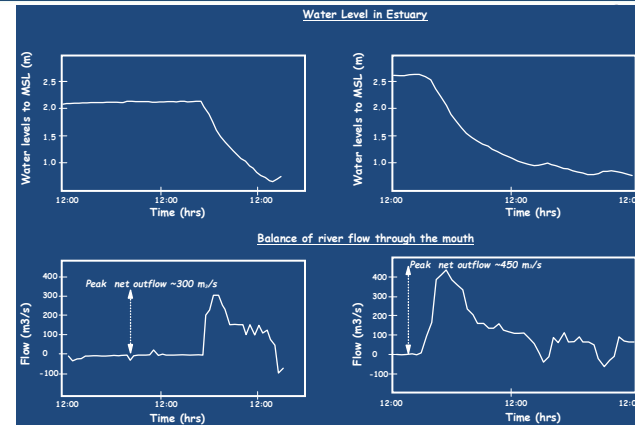 Water Level in Estuary
Water levels to MSL (m)
2.5
2.0
1.5
1.0
12:00 12:00 12:00
Time (hrs)
Water levels to MSL (m)
2.5
2.0
1.5
1.0
12:00 12:00 12:00
Time (hrs)
Balance of river flow through the mouth
Flow (m3/s)
400
300
200
100
0
-100
Peak net outflow ~300 m₃/s
12:00 12:00 12:00
Time (hrs)
Flow (m3/s)
400
300
200
100
0
-100
Peak net outflow ~450 m₃/s
12:00 12:00 12:00
Time (hrs)